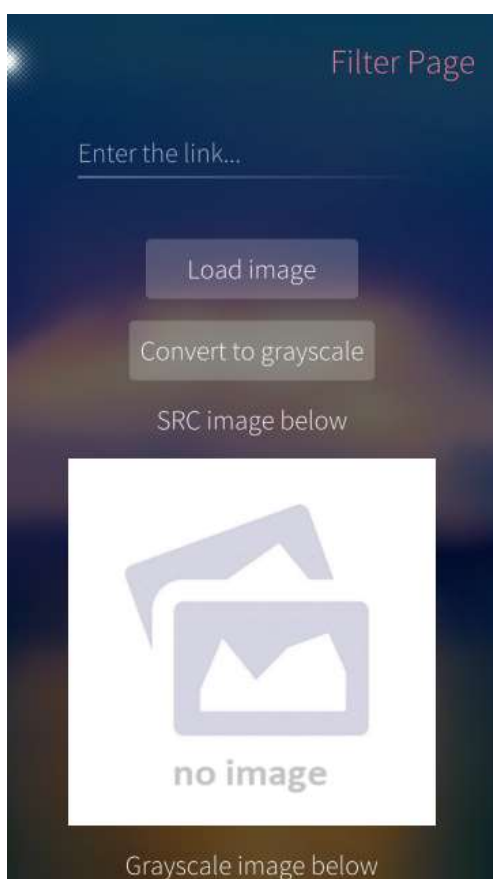 Filter Page
Enter the link...
Load image
Convert to grayscale
SRC image below
no image
Grayscale image below